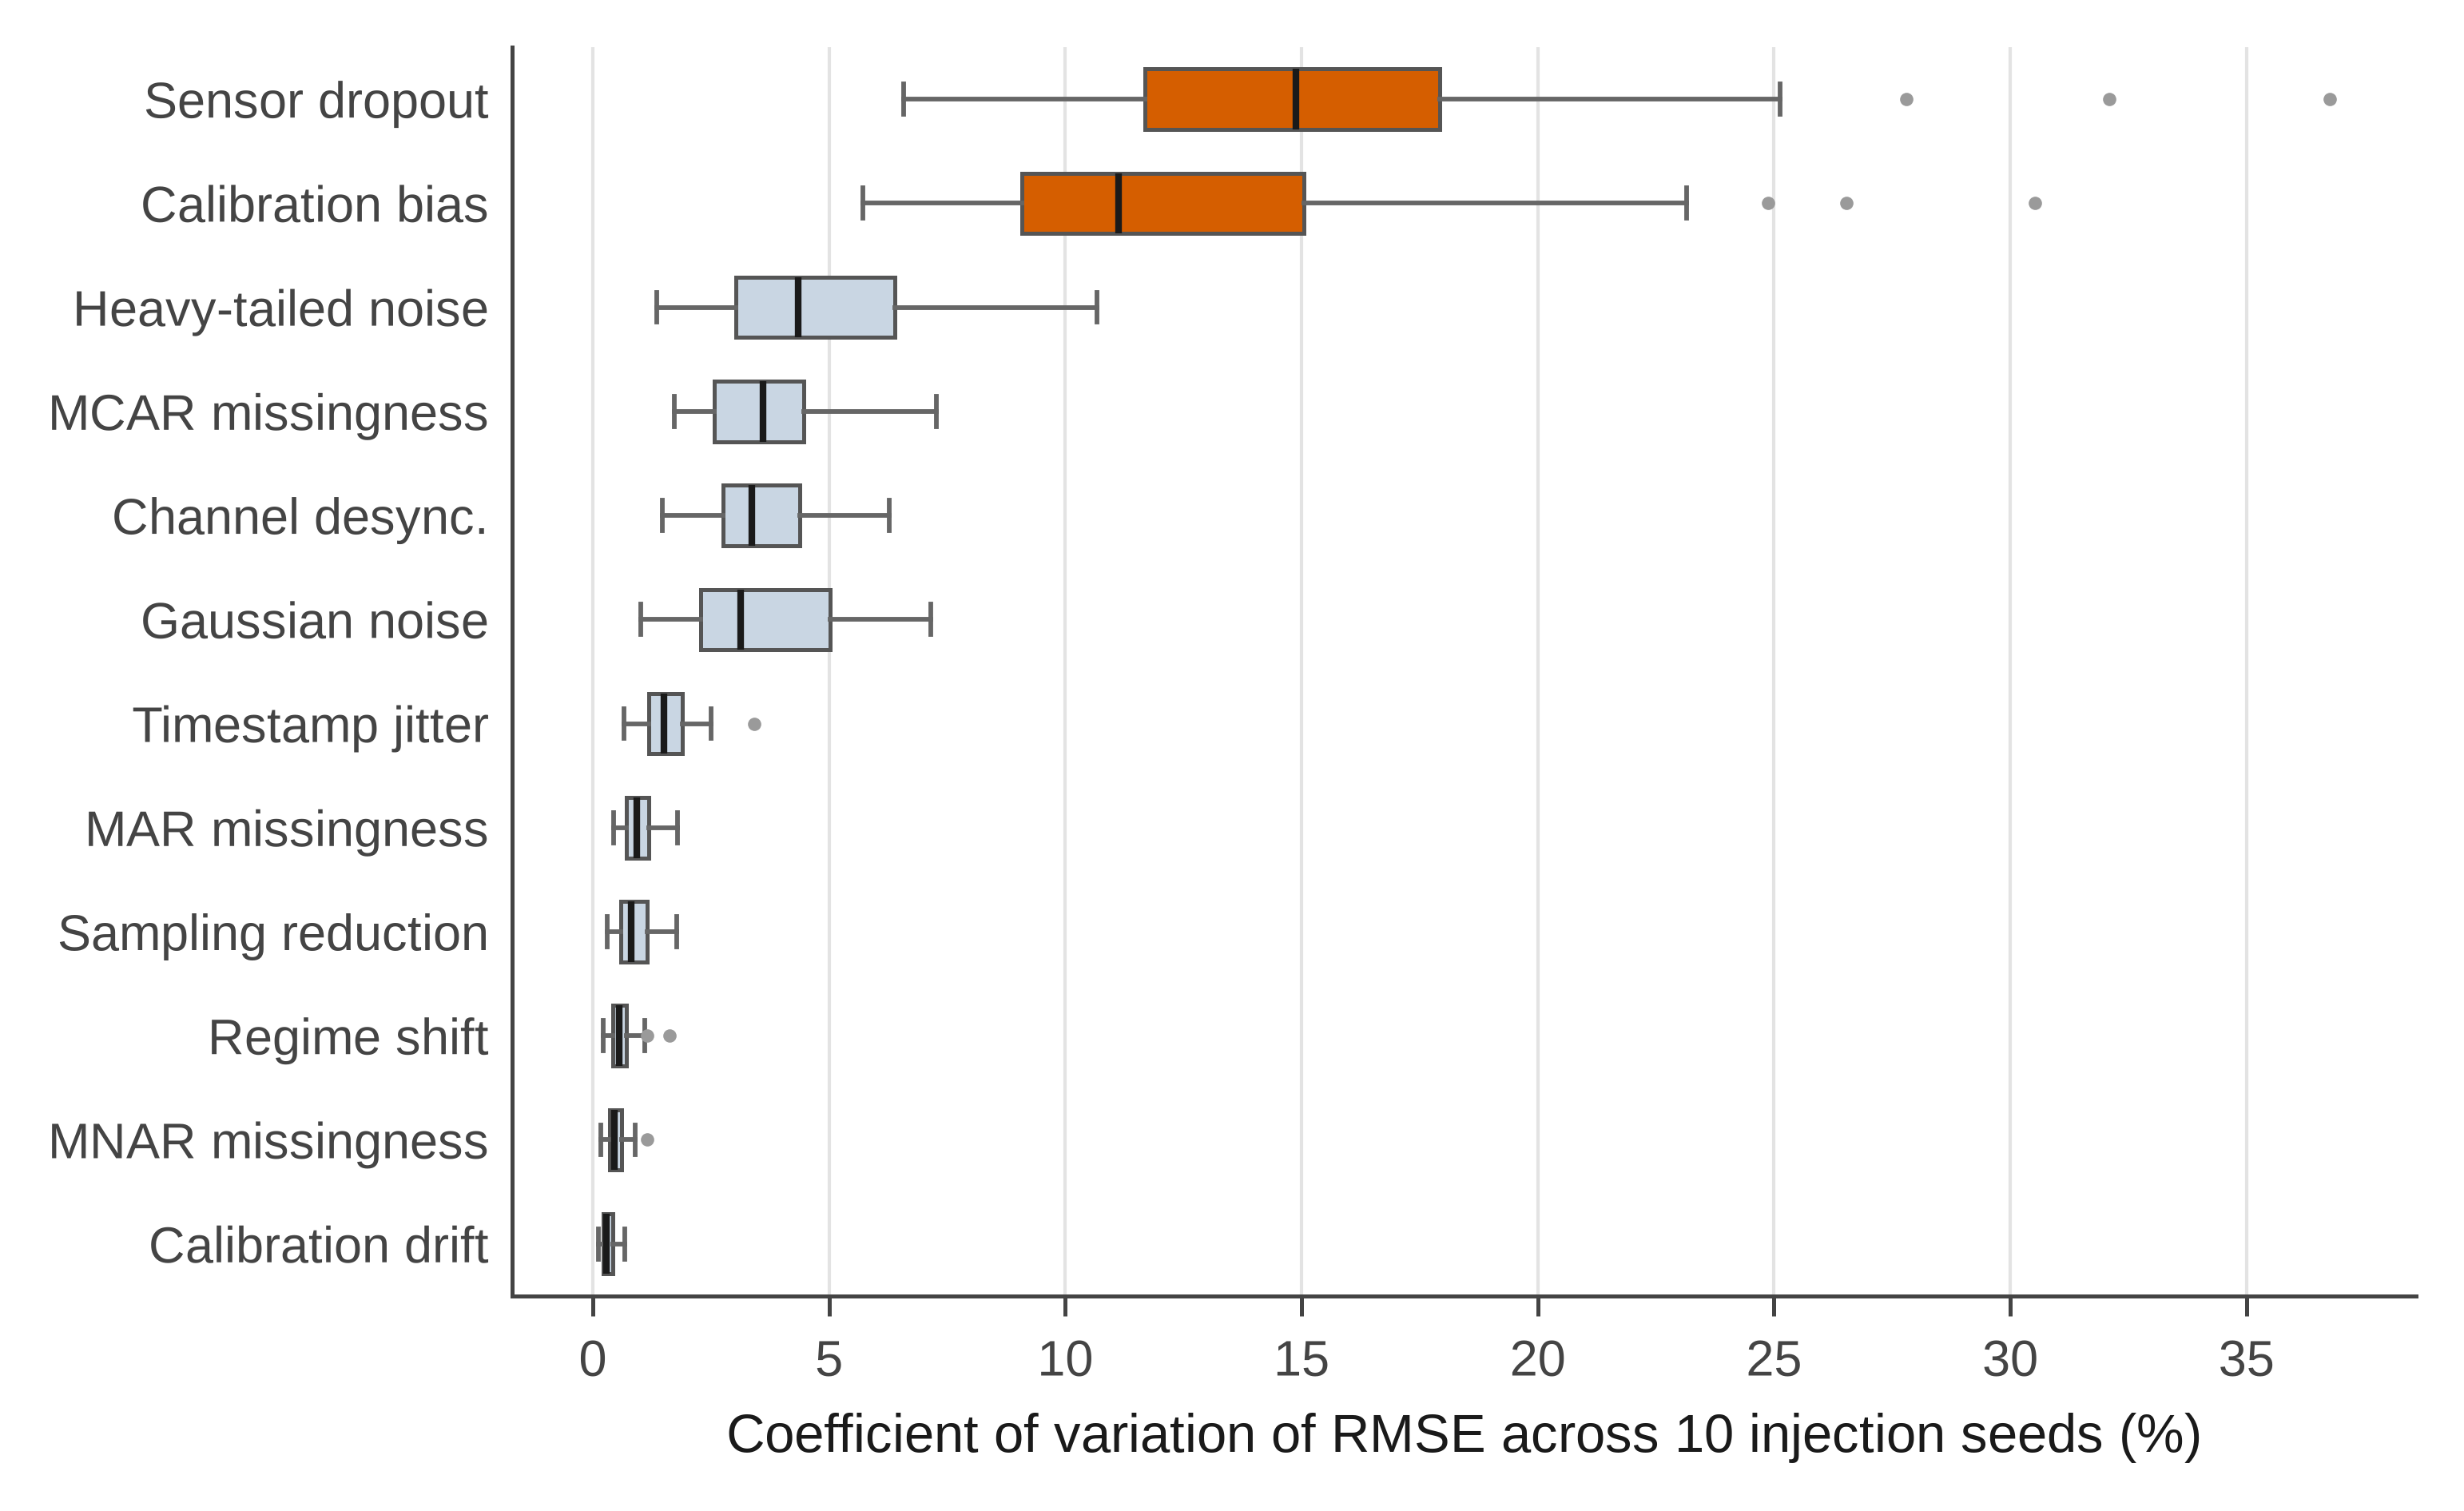 Sensor dropout
Calibration bias
Heavy-tailed noise
MCAR missingness
Channel desync.
Gaussian noise
Timestamp jitter
MAR missingness
Sampling reduction
Regime shift
MNAR missingness
Calibration drift
0 5 10 15 20 25 30 35
Coefficient of variation of RMSE across 10 injection seeds (%)